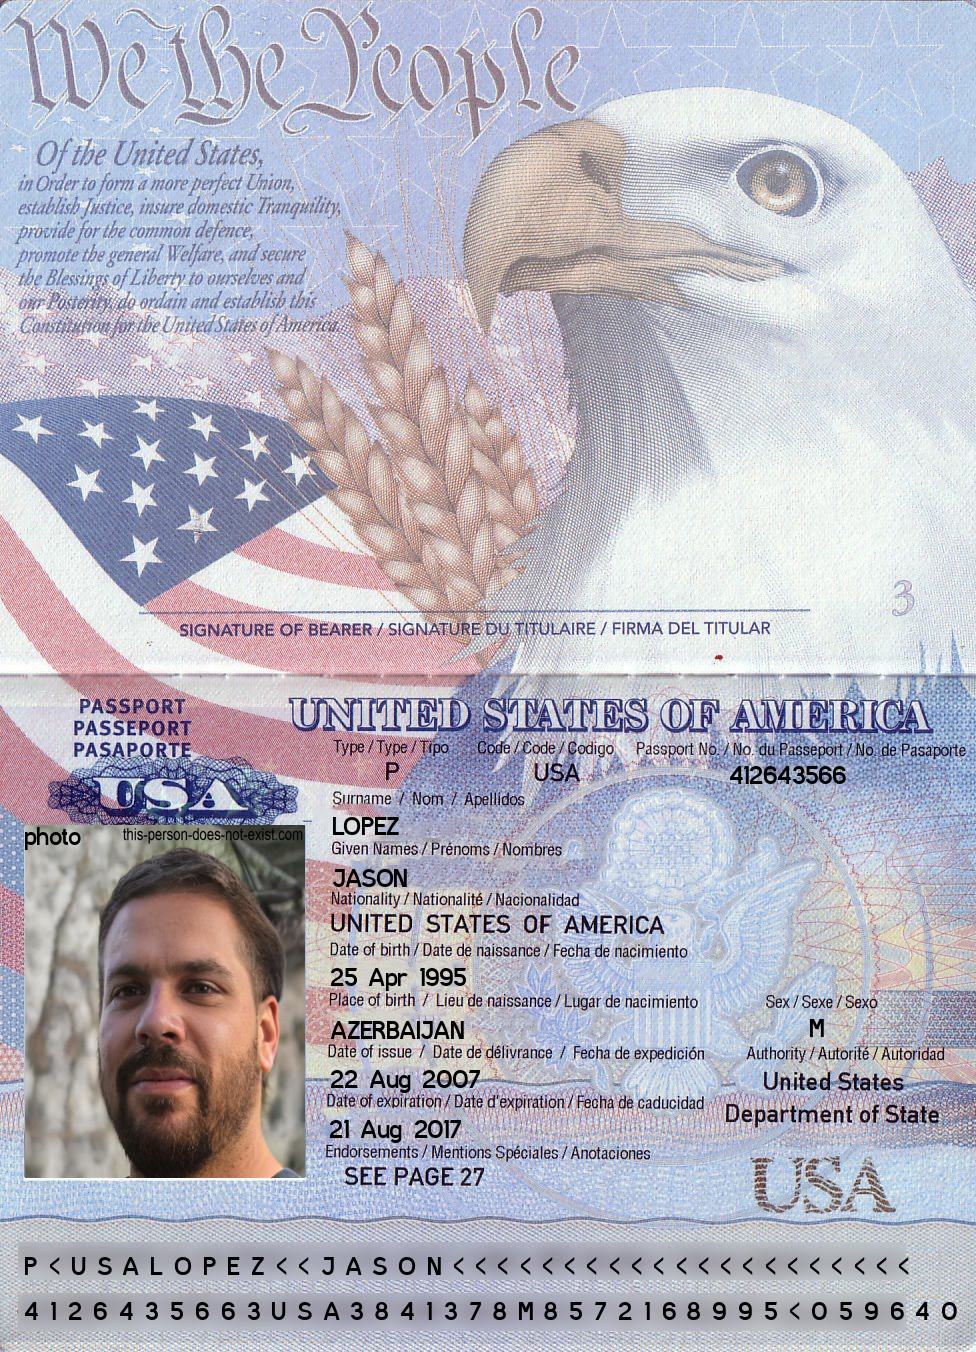 We the People
Of the United States,
in Order to form a more perfect Union,
establish Justice, insure domestic Tranquility,
provide for the common defence,
promote the general Welfare, and secure
the Blessings of Liberty to ourselves and
our Posterity, do ordain and establish this
Constitution for the United States of America.
3
SIGNATURE OF BEARER / SIGNATURE DU TITULAIRE / FIRMA DEL TITULAR
PASSPORT
PASSEPORT
PASAPORTE
USA
UNITED STATES OF AMERICA
Type / Type / Tipo Code / Code / Codigo Passport No. / No. du Passeport / No. de Pasaporte
P USA 412643566
Surname / Nom / Apellidos
LOPEZ
Given Names / Prénoms / Nombres
JASON
Nationality / Nationalité / Nacionalidad
UNITED STATES OF AMERICA
Date of birth / Date de naissance / Fecha de nacimiento
25 Apr 1995
Place of birth / Lieu de naissance / Lugar de nacimiento Sex / Sexe / Sexo
AZERBAIJAN M
Date of issue / Date de délivrance / Fecha de expedición Authority / Autorité / Autoridad
22 Aug 2007 United States
Date of expiration / Date d'expiration / Fecha de caducidad Department of State
21 Aug 2017
Endorsements / Mentions Spéciales / Anotaciones
SEE PAGE 27
USA
photo this-person-does-not-exist.com
P<USALOPEZ<<JASON<<<<<<<<<<<<<<<<<<
4126435663USA3841378M8572168995<059640